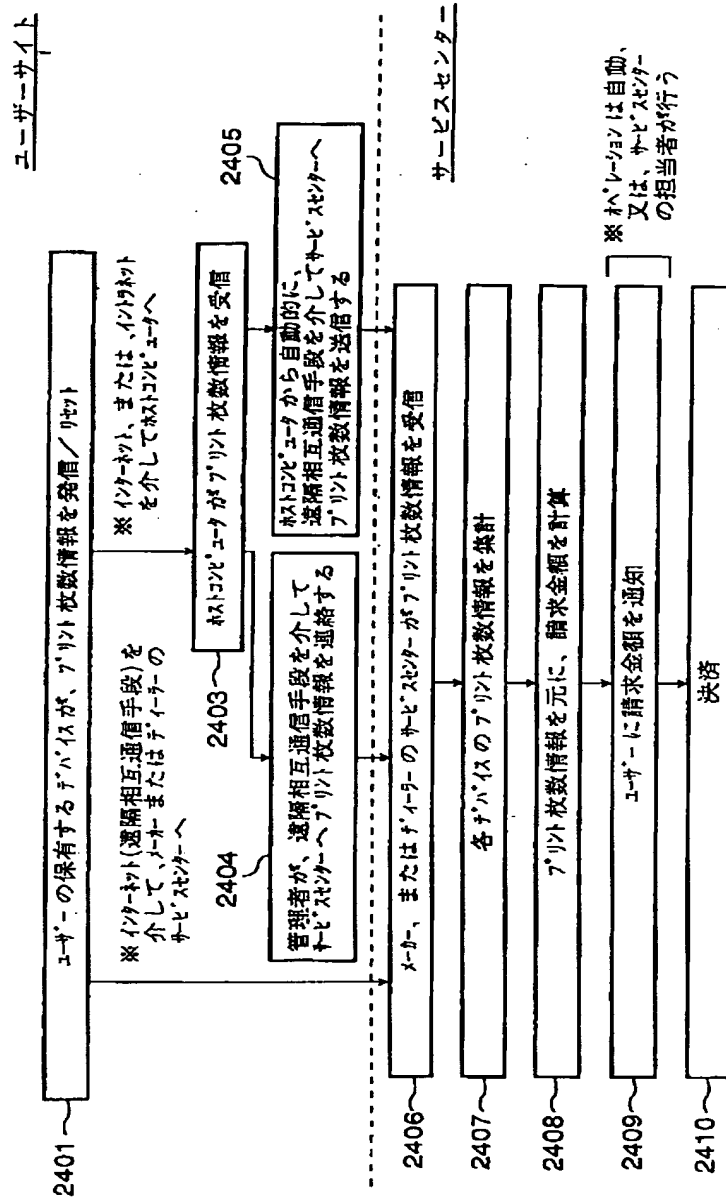 ユーザーサイト
2401
ユーザーの保有するデバイスが、プリント枚数情報を発信/リセット
※インターネット(遠隔相互通信手段)を
介して、メーカーまたはディーラーの
サービスセンターへ
※インターネット、または、イントラネット
を介してホストコンピュータへ
2403
ホストコンピュータがプリント枚数情報を受信
2404
管理者が、遠隔相互通信手段を介して
サービスセンターへプリント枚数情報を連絡する
2405
ホストコンピュータから自動的に、
遠隔相互通信手段を介してサービスセンターへ
プリント枚数情報を送信する
サービスセンター
2406
メーカー、またはディーラーのサービスセンターがプリント枚数情報を受信
2407
各デバイスのプリント枚数情報を集計
2408
プリント枚数情報を元に、請求金額を計算
2409
ユーザーに請求金額を通知
※オペレーションは自動、
又は、サービスセンター
の担当者が行う
2410
決済